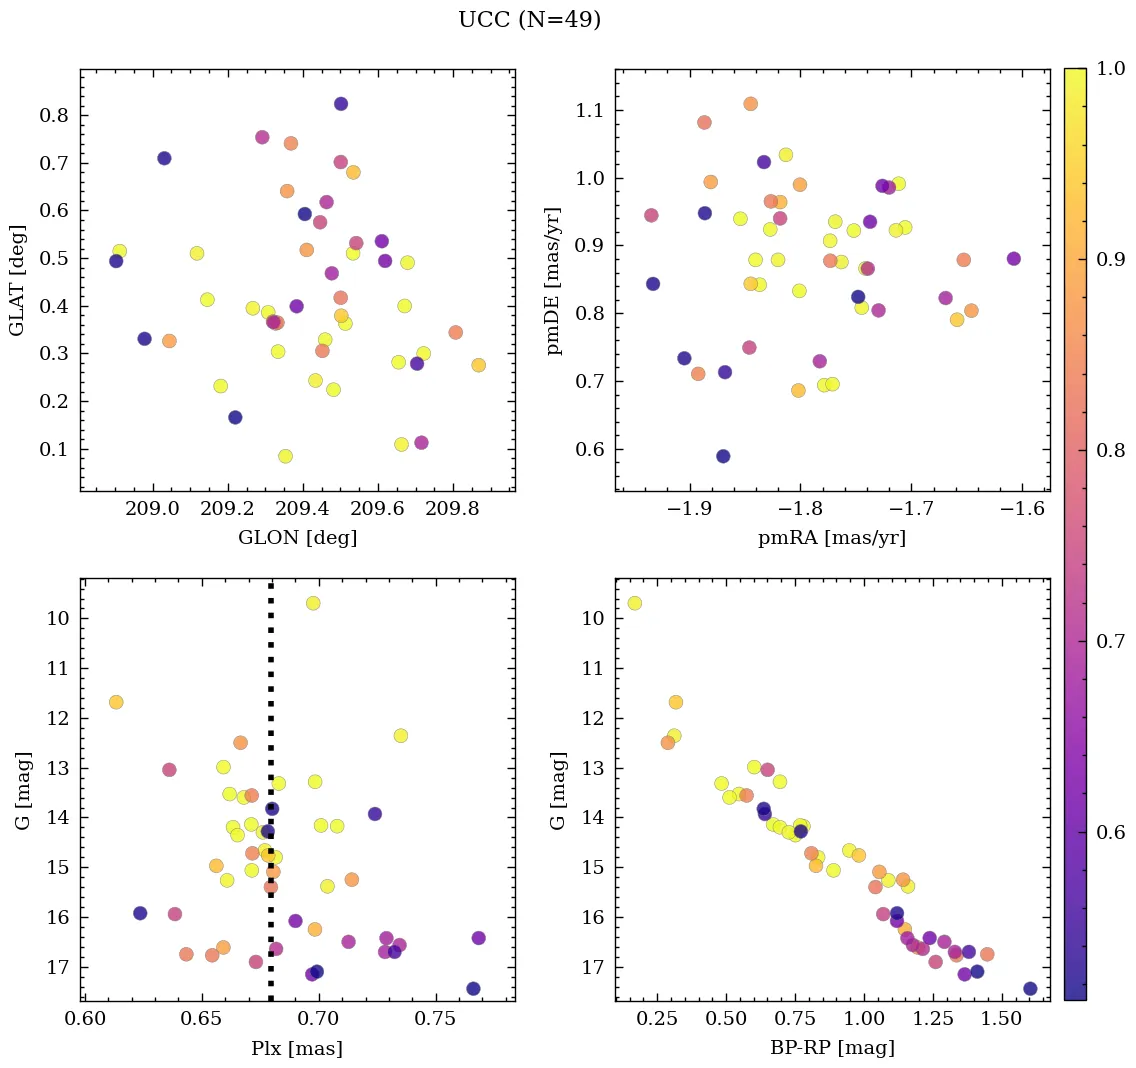 UCC (N=49)
0.8
0.7
0.6
0.5
0.4
0.3
0.2
0.1
GLAT [deg]
209.0 209.2 209.4 209.6 209.8
GLON [deg]
1.1
1.0
0.9
0.8
0.7
0.6
pmDE [mas/yr]
−1.9 −1.8 −1.7 −1.6
pmRA [mas/yr]
10
11
12
13
14
15
16
17
G [mag]
0.60 0.65 0.70 0.75
Plx [mas]
10
11
12
13
14
15
16
17
G [mag]
0.25 0.50 0.75 1.00 1.25 1.50
BP-RP [mag]
1.0
0.9
0.8
0.7
0.6